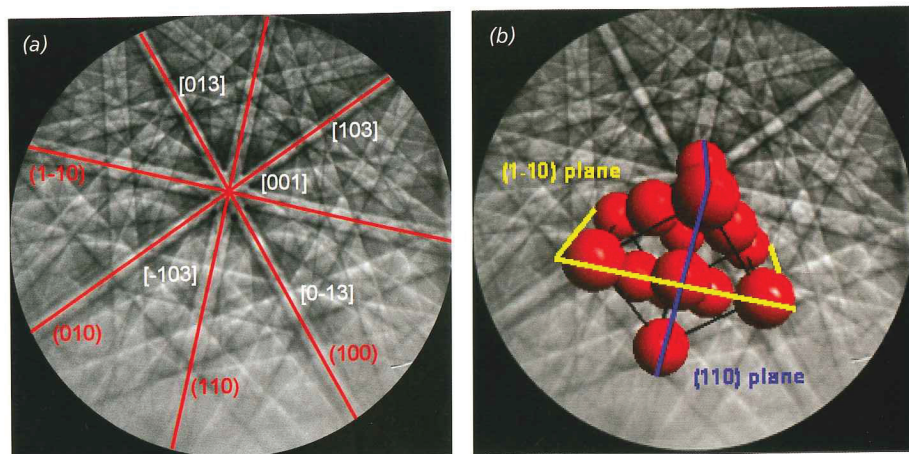 (a)
[013]
[103]
(1-10)
[001]
[-103]
[0-13]
(010)
(100)
(110)
(b)
(1-10) plane
(110) plane